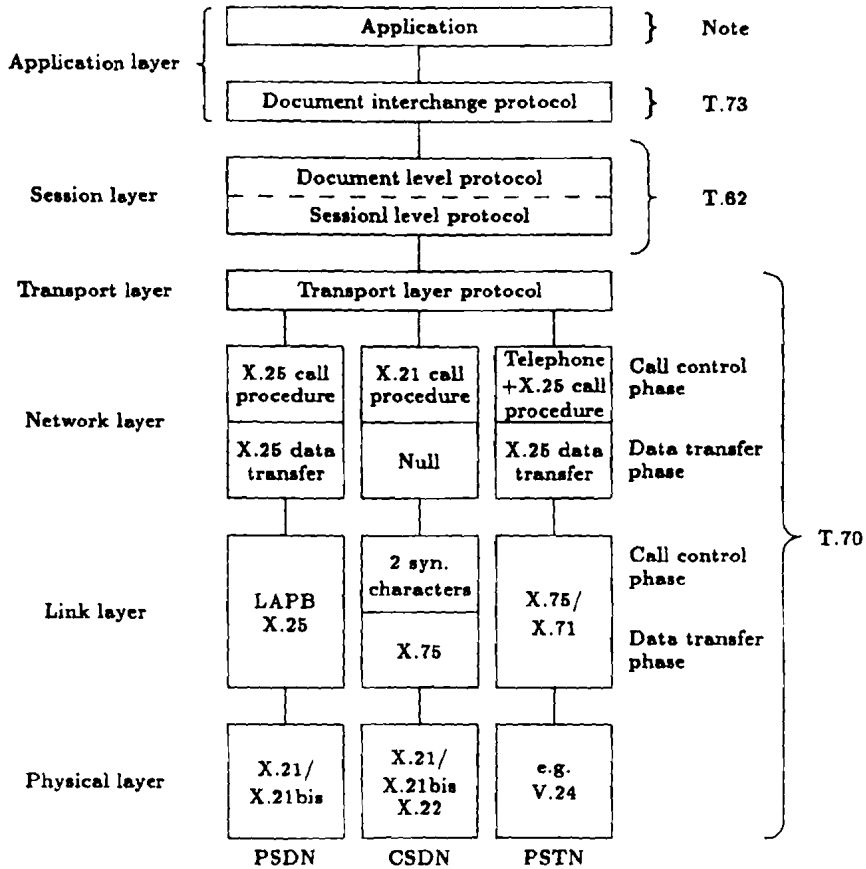 Application
} Note
Application layer
Document interchange protocol
} T.73
Document level protocol
Session layer
T.62
Sessionl level protocol
Transport layer
Transport layer protocol
X.25 call
procedure
X.21 call
procedure
Telephone
+X.25 call
procedure
Call control
phase
Network layer
X.25 data
transfer
Null
X.25 data
transfer
Data transfer
phase
T.70
Link layer
LAPB
X.25
2 syn.
characters
X.75
X.75/
X.71
Call control
phase
Data transfer
phase
Physical layer
X.21/
X.21bis
X.21/
X.21bis
X.22
e.g.
V.24
PSDN
CSDN
PSTN